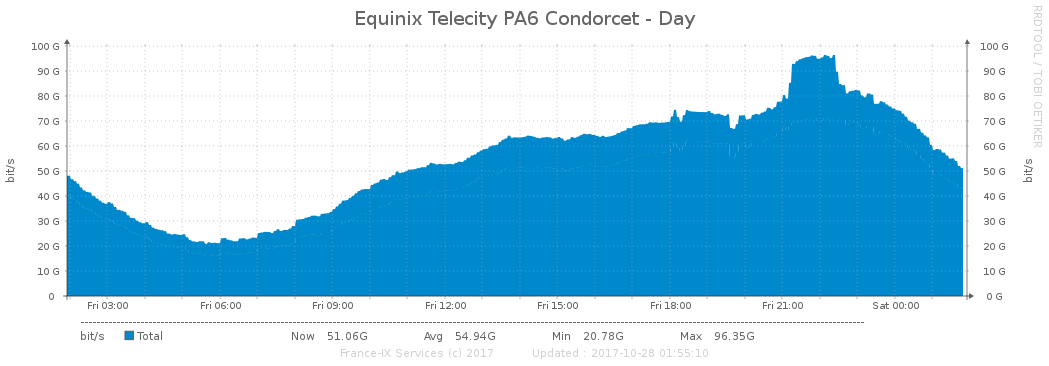 Equinix Telecity PA6 Condorcet - Day
RRDTOOL / TOBI OETIKER
bit/s
100 G 100 G
90 G 90 G
80 G 80 G
70 G 70 G
60 G 60 G
50 G 50 G
40 G 40 G
30 G 30 G
20 G 20 G
10 G 10 G
0 0 G
bit/s
Fri 03:00 Fri 06:00 Fri 09:00 Fri 12:00 Fri 15:00 Fri 18:00 Fri 21:00 Sat 00:00
bit/s Total Now 51.06G Avg 54.94G Min 20.78G Max 96.35G
France-IX Services (c) 2017 Updated : 2017-10-28 01:55:10